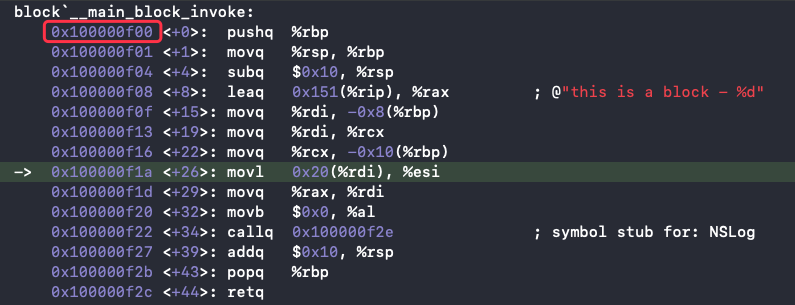 block`__main_block_invoke:
0x100000f00 <+0>: pushq %rbp
0x100000f01 <+1>: movq %rsp, %rbp
0x100000f04 <+4>: subq $0x10, %rsp
0x100000f08 <+8>: leaq 0x151(%rip), %rax ; @"this is a block - %d"
0x100000f0f <+15>: movq %rdi, -0x8(%rbp)
0x100000f13 <+19>: movq %rdi, %rcx
0x100000f16 <+22>: movq %rcx, -0x10(%rbp)
-> 0x100000f1a <+26>: movl 0x20(%rdi), %esi
0x100000f1d <+29>: movq %rax, %rdi
0x100000f20 <+32>: movb $0x0, %al
0x100000f22 <+34>: callq 0x100000f2e ; symbol stub for: NSLog
0x100000f27 <+39>: addq $0x10, %rsp
0x100000f2b <+43>: popq %rbp
0x100000f2c <+44>: retq